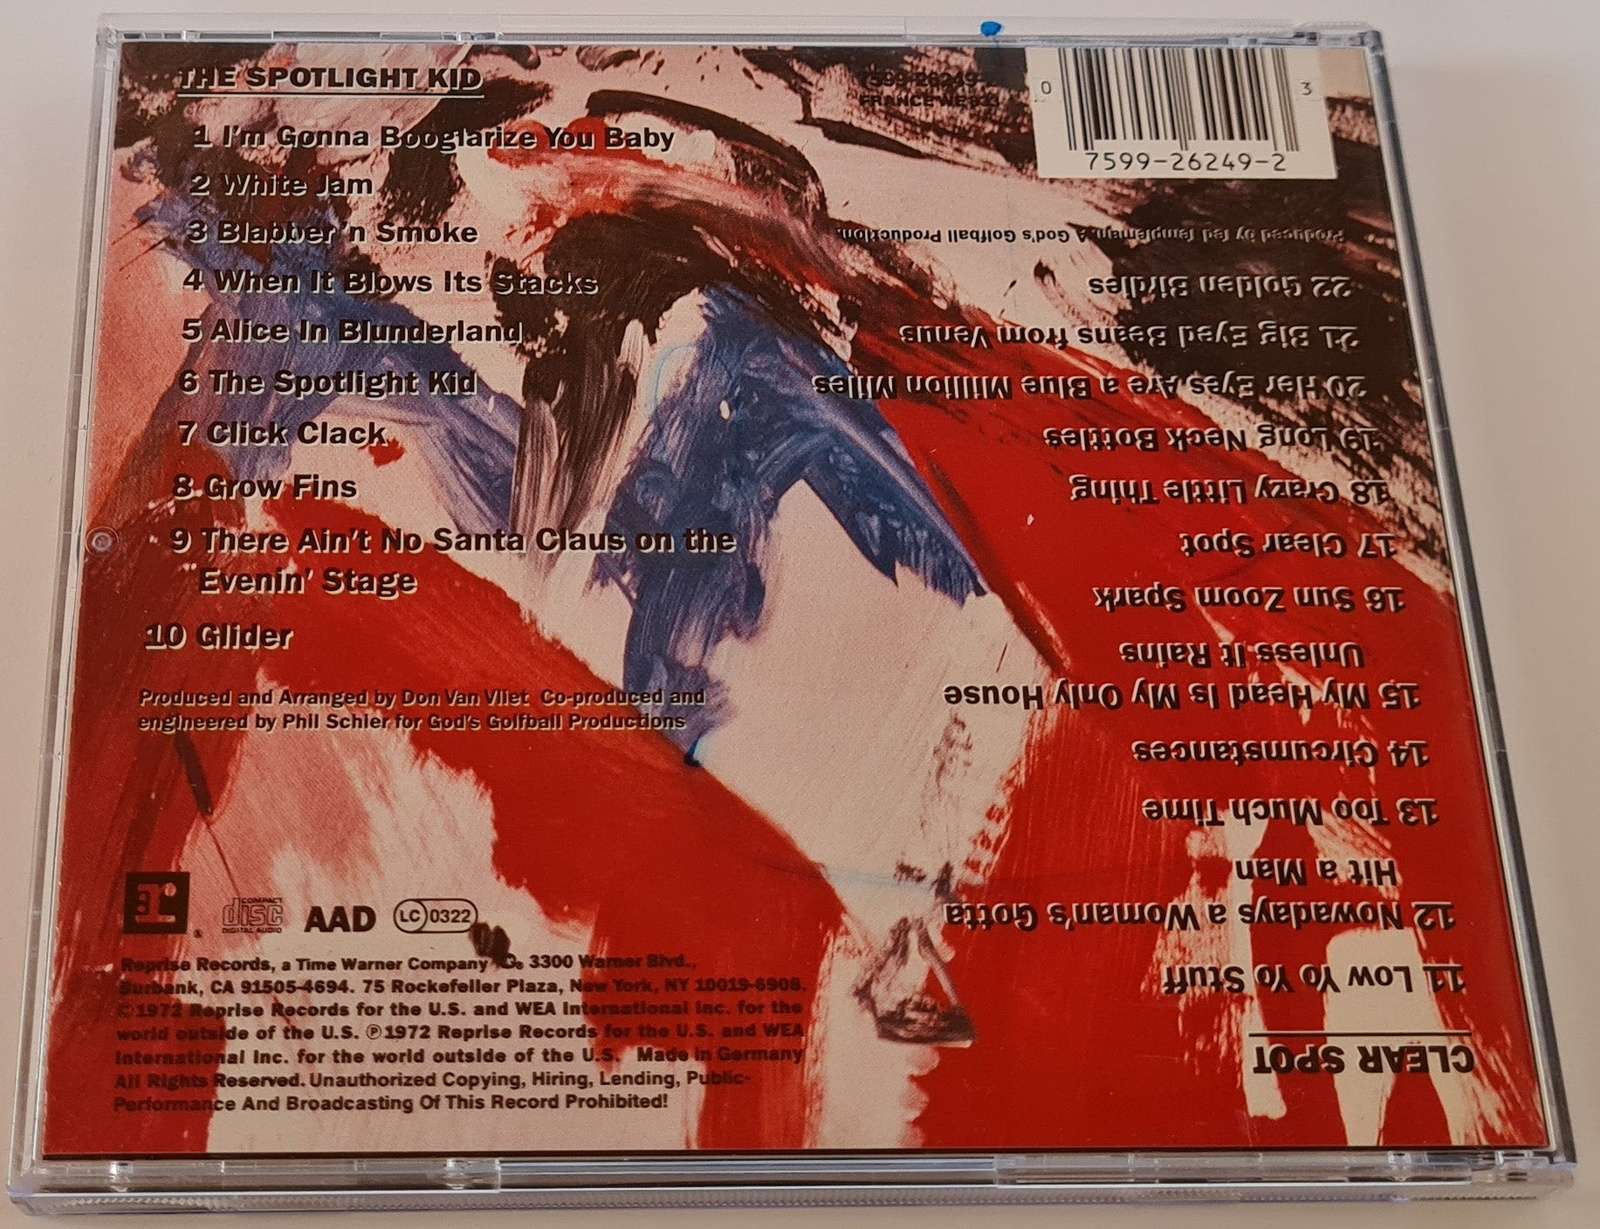 THE SPOTLIGHT KID
1 I'm Gonna Booglarize You Baby
2 White Jam
3 Blabber 'n Smoke
4 When It Blows Its Stacks
5 Alice In Blunderland
6 The Spotlight Kid
7 Click Clack
8 Grow Fins
9 There Ain't No Santa Claus on the
Evenin' Stage
10 Glider
Produced and Arranged by Don Van Vliet Co-produced and
engineered by Phil Schier for God's Golfball Productions
7599-26249-
FRANCE WE 833
0 3
7599-26249-2
CLEAR SPOT
11 Low Yo Yo Stuff
12 Nowadays a Woman's Gotta
Hit a Man
13 Too Much Time
14 Circumstances
15 My Head Is My Only House
Unless It Rains
16 Sun Zoom Spark
17 Clear Spot
18 Crazy Little Thing
19 Long Neck Bottles
20 Her Eyes Are a Blue Million Miles
21 Big Eyed Beans from Venus
22 Golden Birdies
Produced by Ted Templeman. A God's Golfball Production.
r:
COMPACT
disc
DIGITAL AUDIO
AAD
LC 0322
Reprise Records, a Time Warner Company 3300 Warner Blvd.,
Burbank, CA 91505-4694. 75 Rockefeller Plaza, New York, NY 10019-6908.
©1972 Reprise Records for the U.S. and WEA International Inc. for the
world outside of the U.S. ℗1972 Reprise Records for the U.S. and WEA
International Inc. for the world outside of the U.S. Made in Germany
All Rights Reserved. Unauthorized Copying, Hiring, Lending, Public-
Performance And Broadcasting Of This Record Prohibited!